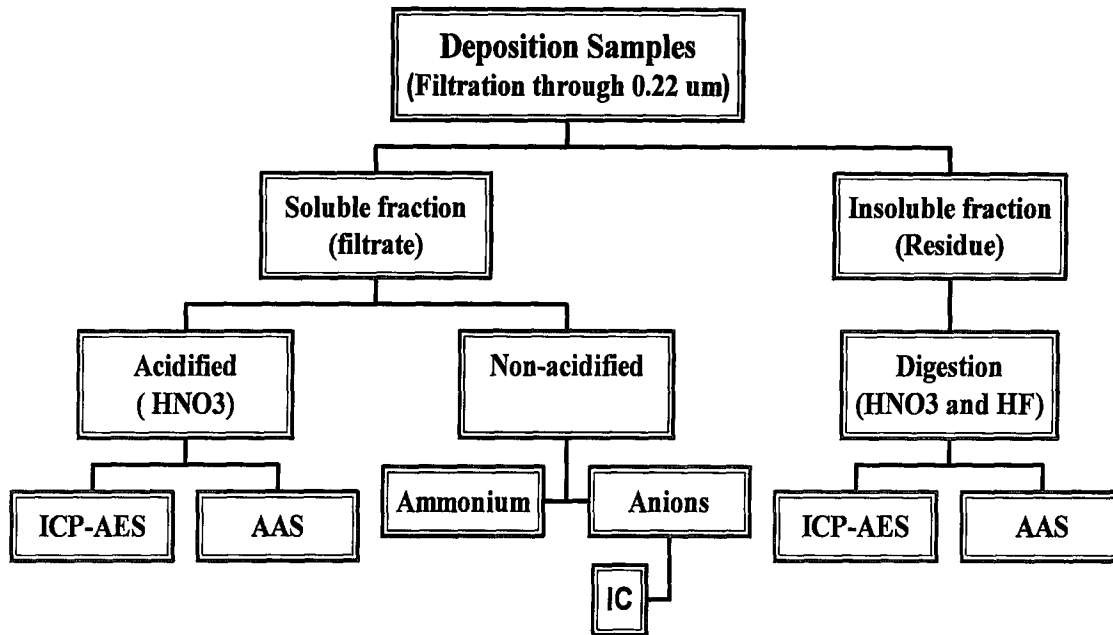 Deposition Samples
(Filtration through 0.22 um)
Soluble fraction
(filtrate)
Insoluble fraction
(Residue)
Acidified
( HNO3)
Non-acidified
Digestion
(HNO3 and HF)
ICP-AES
AAS
Ammonium
Anions
ICP-AES
AAS
IC